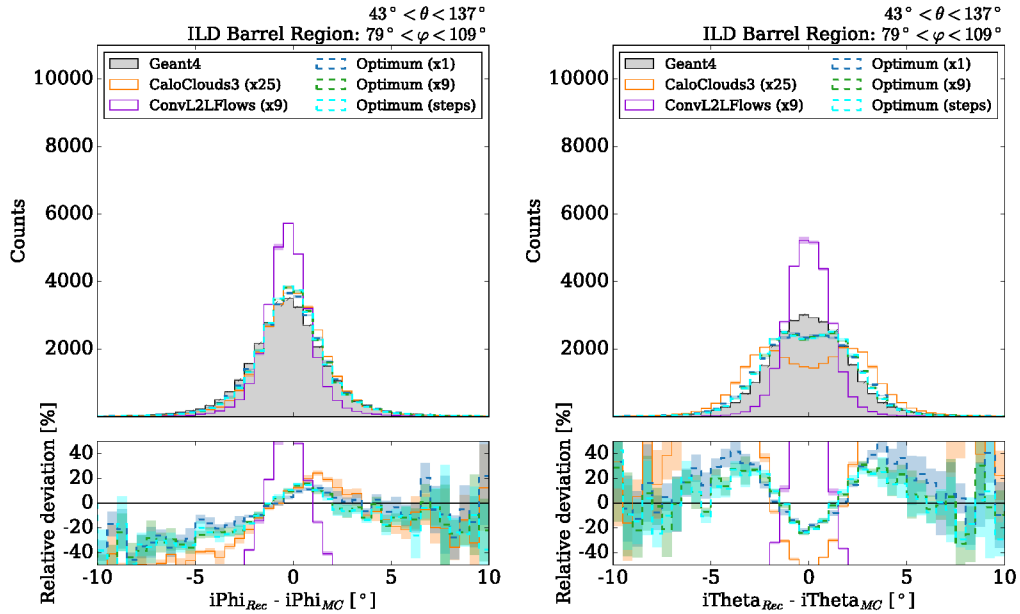 43° < θ < 137°
ILD Barrel Region: 79° < φ < 109°
Geant4
CaloClouds3 (x25)
ConvL2LFlows (x9)
Optimum (x1)
Optimum (x9)
Optimum (steps)
10000
8000
6000
4000
2000
Counts
40
20
0
-20
-40
Relative deviation [%]
-10
-5
0
5
10
iPhi_Rec - iPhi_MC [°]
43° < θ < 137°
ILD Barrel Region: 79° < φ < 109°
Geant4
CaloClouds3 (x25)
ConvL2LFlows (x9)
Optimum (x1)
Optimum (x9)
Optimum (steps)
10000
8000
6000
4000
2000
Counts
40
20
0
-20
-40
Relative deviation [%]
-10
-5
0
5
10
iTheta_Rec - iTheta_MC [°]